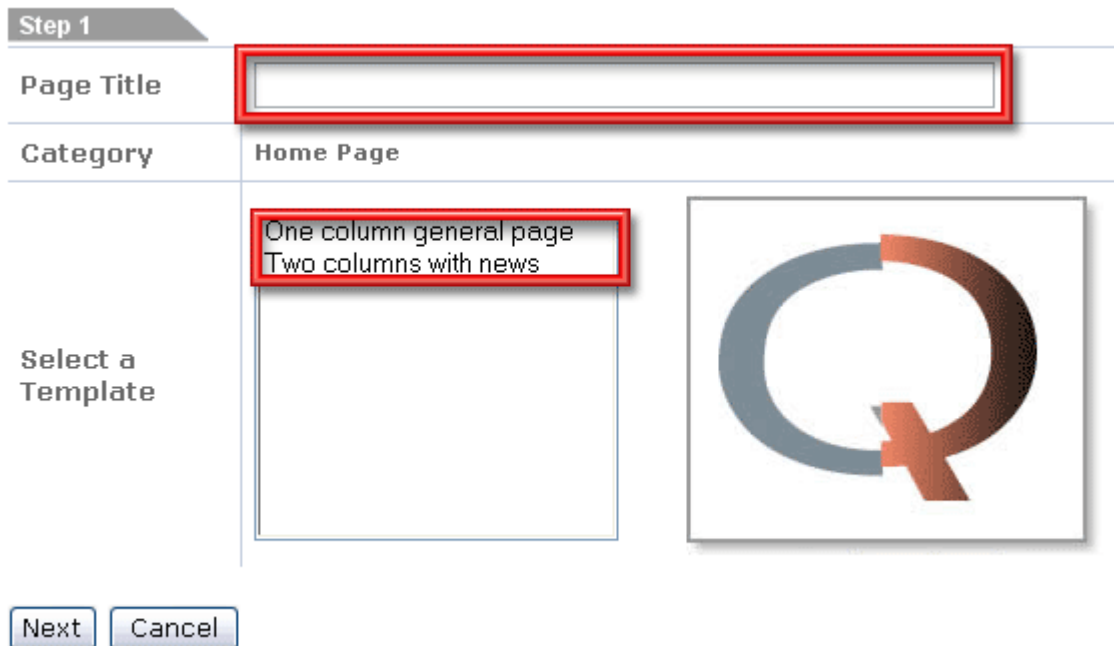 Step 1
Page Title
Category
Home Page
One column general page
Two columns with news
Select a
Template
Q
Next
Cancel